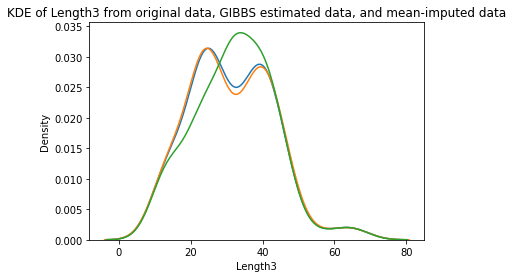 KDE of Length3 from original data, GIBBS estimated data, and mean-imputed data
0.035
0.030
0.025
0.020
0.015
0.010
0.005
0.000
Density
0 20 40 60 80
Length3